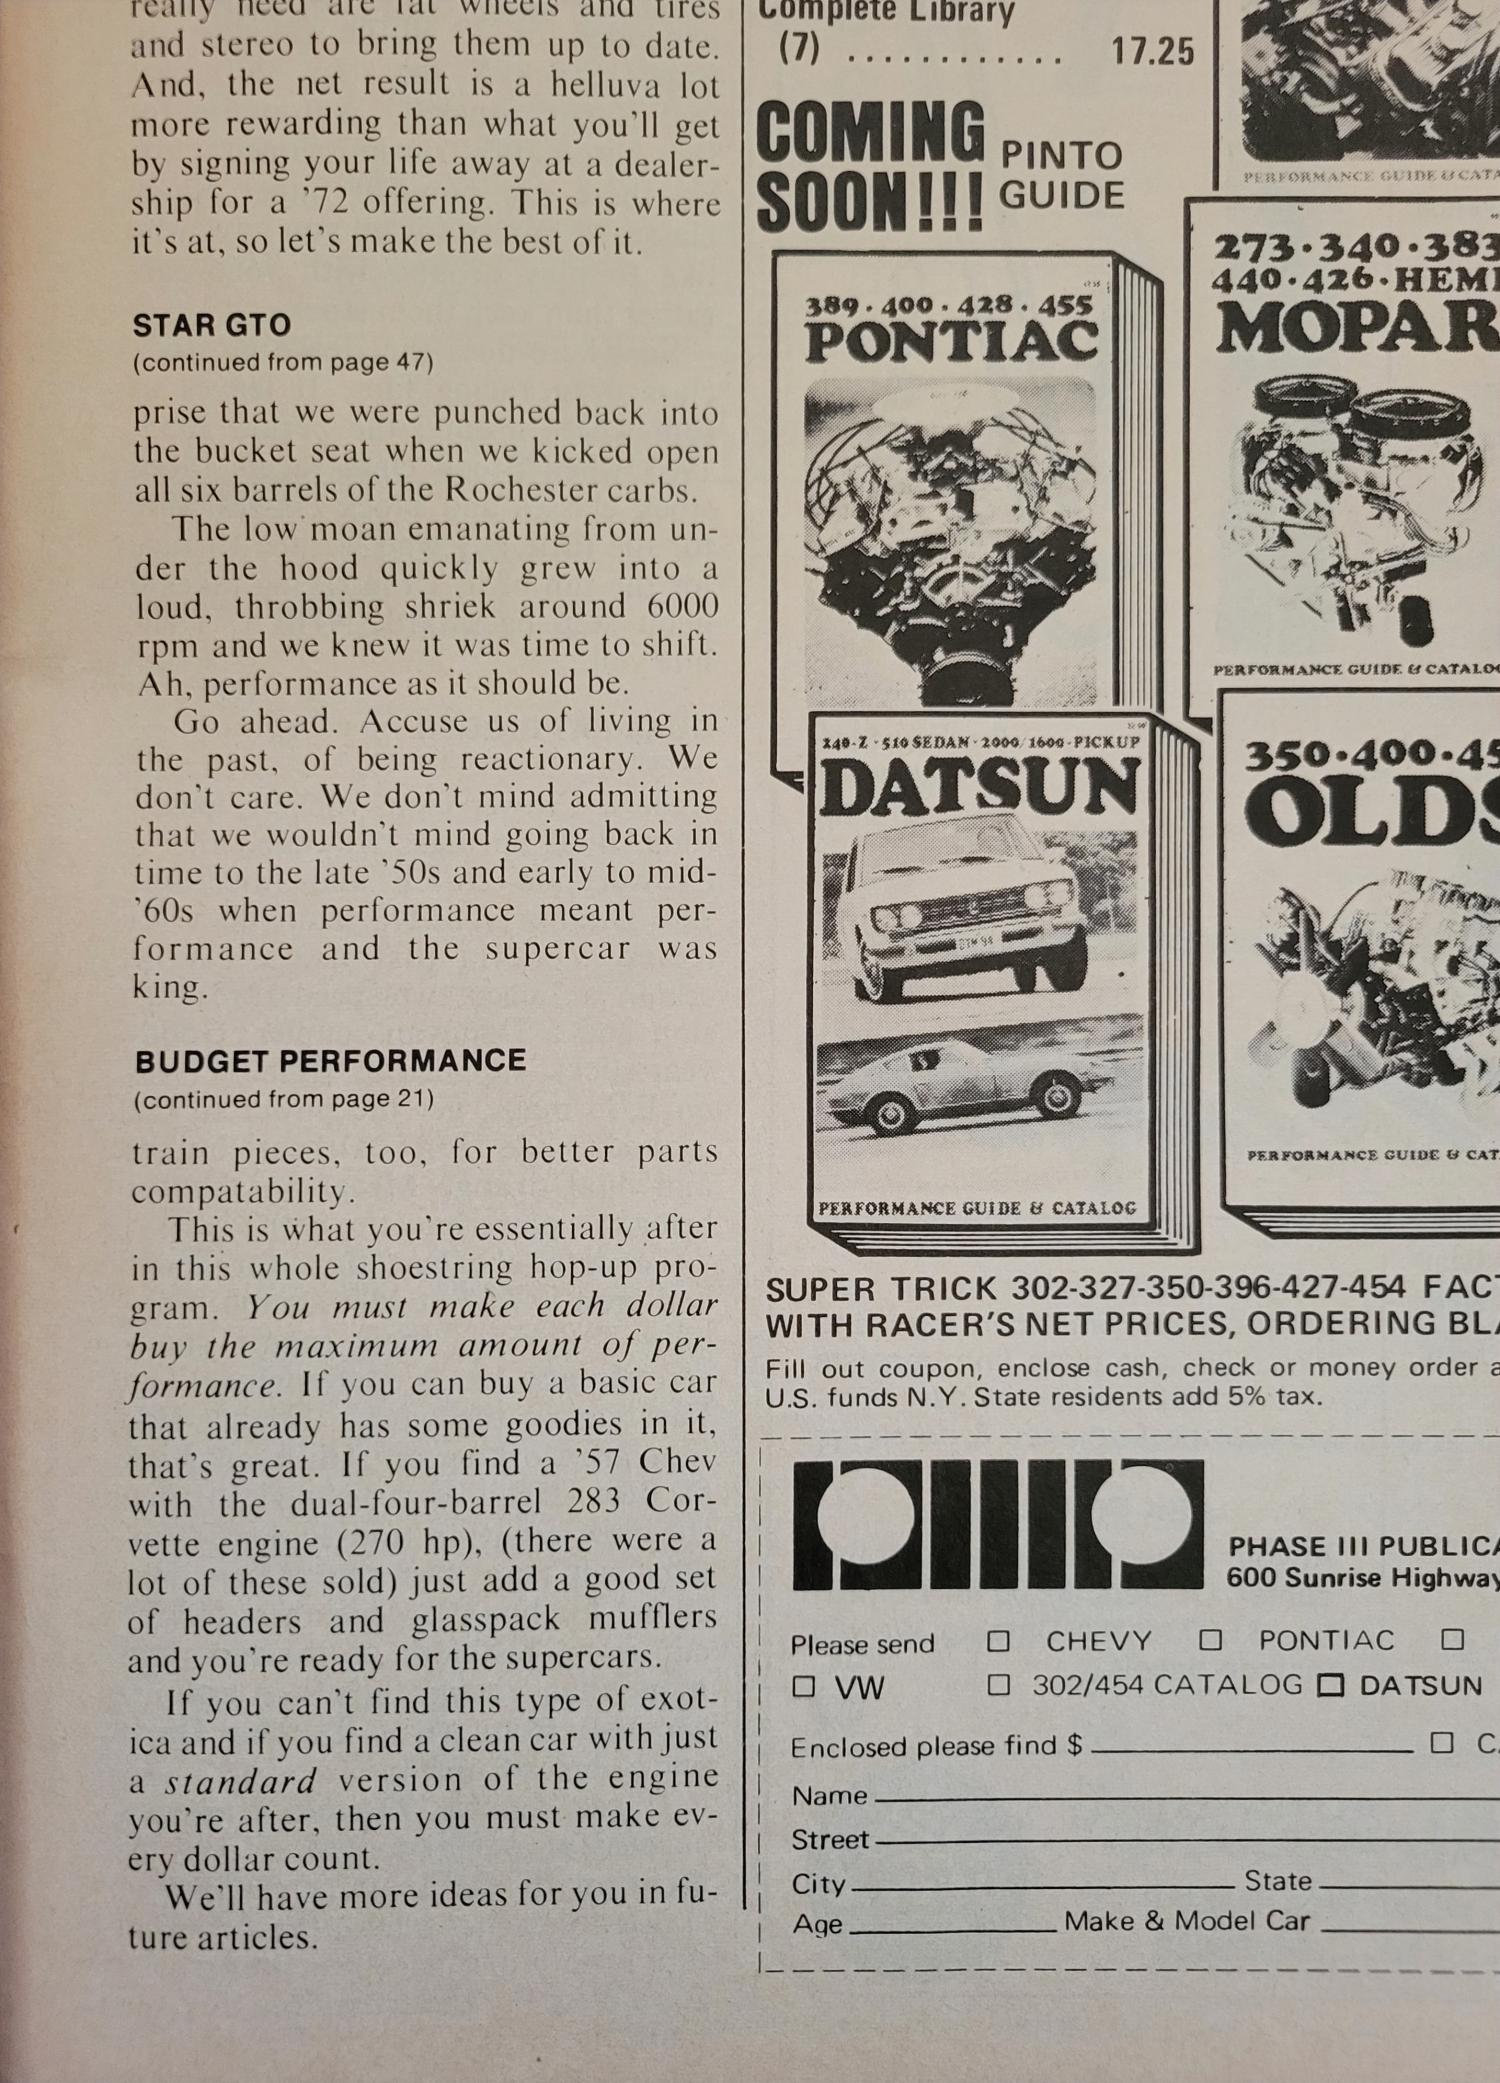 really need are fat wheels and tires
and stereo to bring them up to date.
And, the net result is a helluva lot
more rewarding than what you'll get
by signing your life away at a dealer-
ship for a '72 offering. This is where
it's at, so let's make the best of it.
STAR GTO
(continued from page 47)
prise that we were punched back into
the bucket seat when we kicked open
all six barrels of the Rochester carbs.
The low moan emanating from un-
der the hood quickly grew into a
loud, throbbing shriek around 6000
rpm and we knew it was time to shift.
Ah, performance as it should be.
Go ahead. Accuse us of living in
the past, of being reactionary. We
don't care. We don't mind admitting
that we wouldn't mind going back in
time to the late '50s and early to mid-
'60s when performance meant per-
formance and the supercar was
king.
BUDGET PERFORMANCE
(continued from page 21)
train pieces, too, for better parts
compatability.
This is what you're essentially after
in this whole shoestring hop-up pro-
gram. You must make each dollar
buy the maximum amount of per-
formance. If you can buy a basic car
that already has some goodies in it,
that's great. If you find a '57 Chev
with the dual-four-barrel 283 Cor-
vette engine (270 hp), (there were a
lot of these sold) just add a good set
of headers and glasspack mufflers
and you're ready for the supercars.
If you can't find this type of exot-
ica and if you find a clean car with just
a standard version of the engine
you're after, then you must make ev-
ery dollar count.
We'll have more ideas for you in fu-
ture articles.
Complete Library
(7) ............ 17.25
COMING
SOON!!!
PINTO
GUIDE
PERFORMANCE GUIDE & CATA
389 · 400 · 428 · 455
PONTIAC
273 · 340 · 383
440 · 426 · HEMI
MOPAR
PERFORMANCE GUIDE & CATALOG
240-Z · 510 SEDAN · 2000/1600 · PICKUP
DATSUN
PERFORMANCE GUIDE & CATALOG
350 · 400 · 45
OLDS
PERFORMANCE GUIDE & CAT
SUPER TRICK 302-327-350-396-427-454 FACT
WITH RACER'S NET PRICES, ORDERING BLA
Fill out coupon, enclose cash, check or money order a
U.S. funds N.Y. State residents add 5% tax.
PHASE III PUBLICA
600 Sunrise Highway
Please send □ CHEVY □ PONTIAC □
□ VW □ 302/454 CATALOG □ DATSUN
Enclosed please find $ □ C
Name
Street
City State
Age Make & Model Car